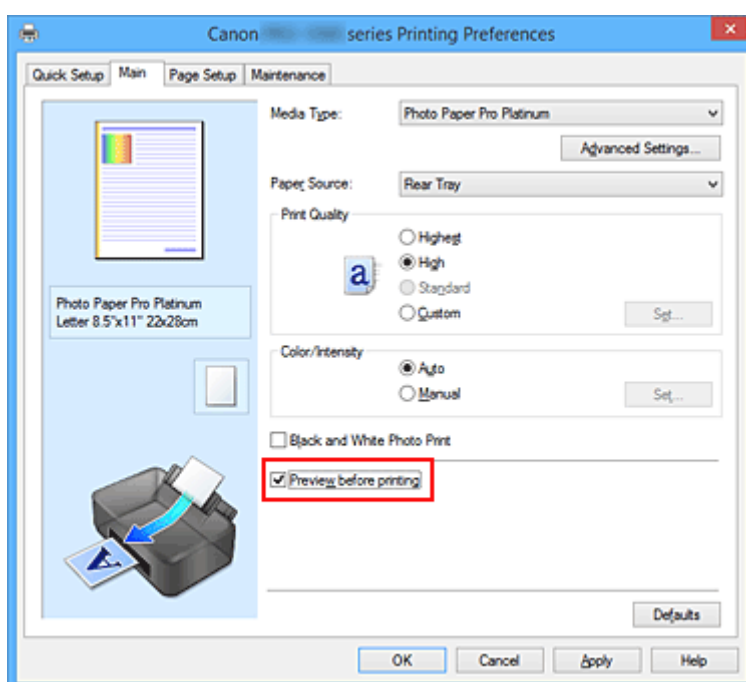 Canon series Printing Preferences
Quick Setup Main Page Setup Maintenance
Media Type: Photo Paper Pro Platinum
Advanced Settings...
Paper Source: Rear Tray
Print Quality
Highest
a High
Standard
Custom Set...
Photo Paper Pro Platinum
Letter 8.5"x11" 22x28cm
Color/Intensity
Auto
Manual Set...
Black and White Photo Print
Preview before printing
A
Defaults
OK Cancel Apply Help